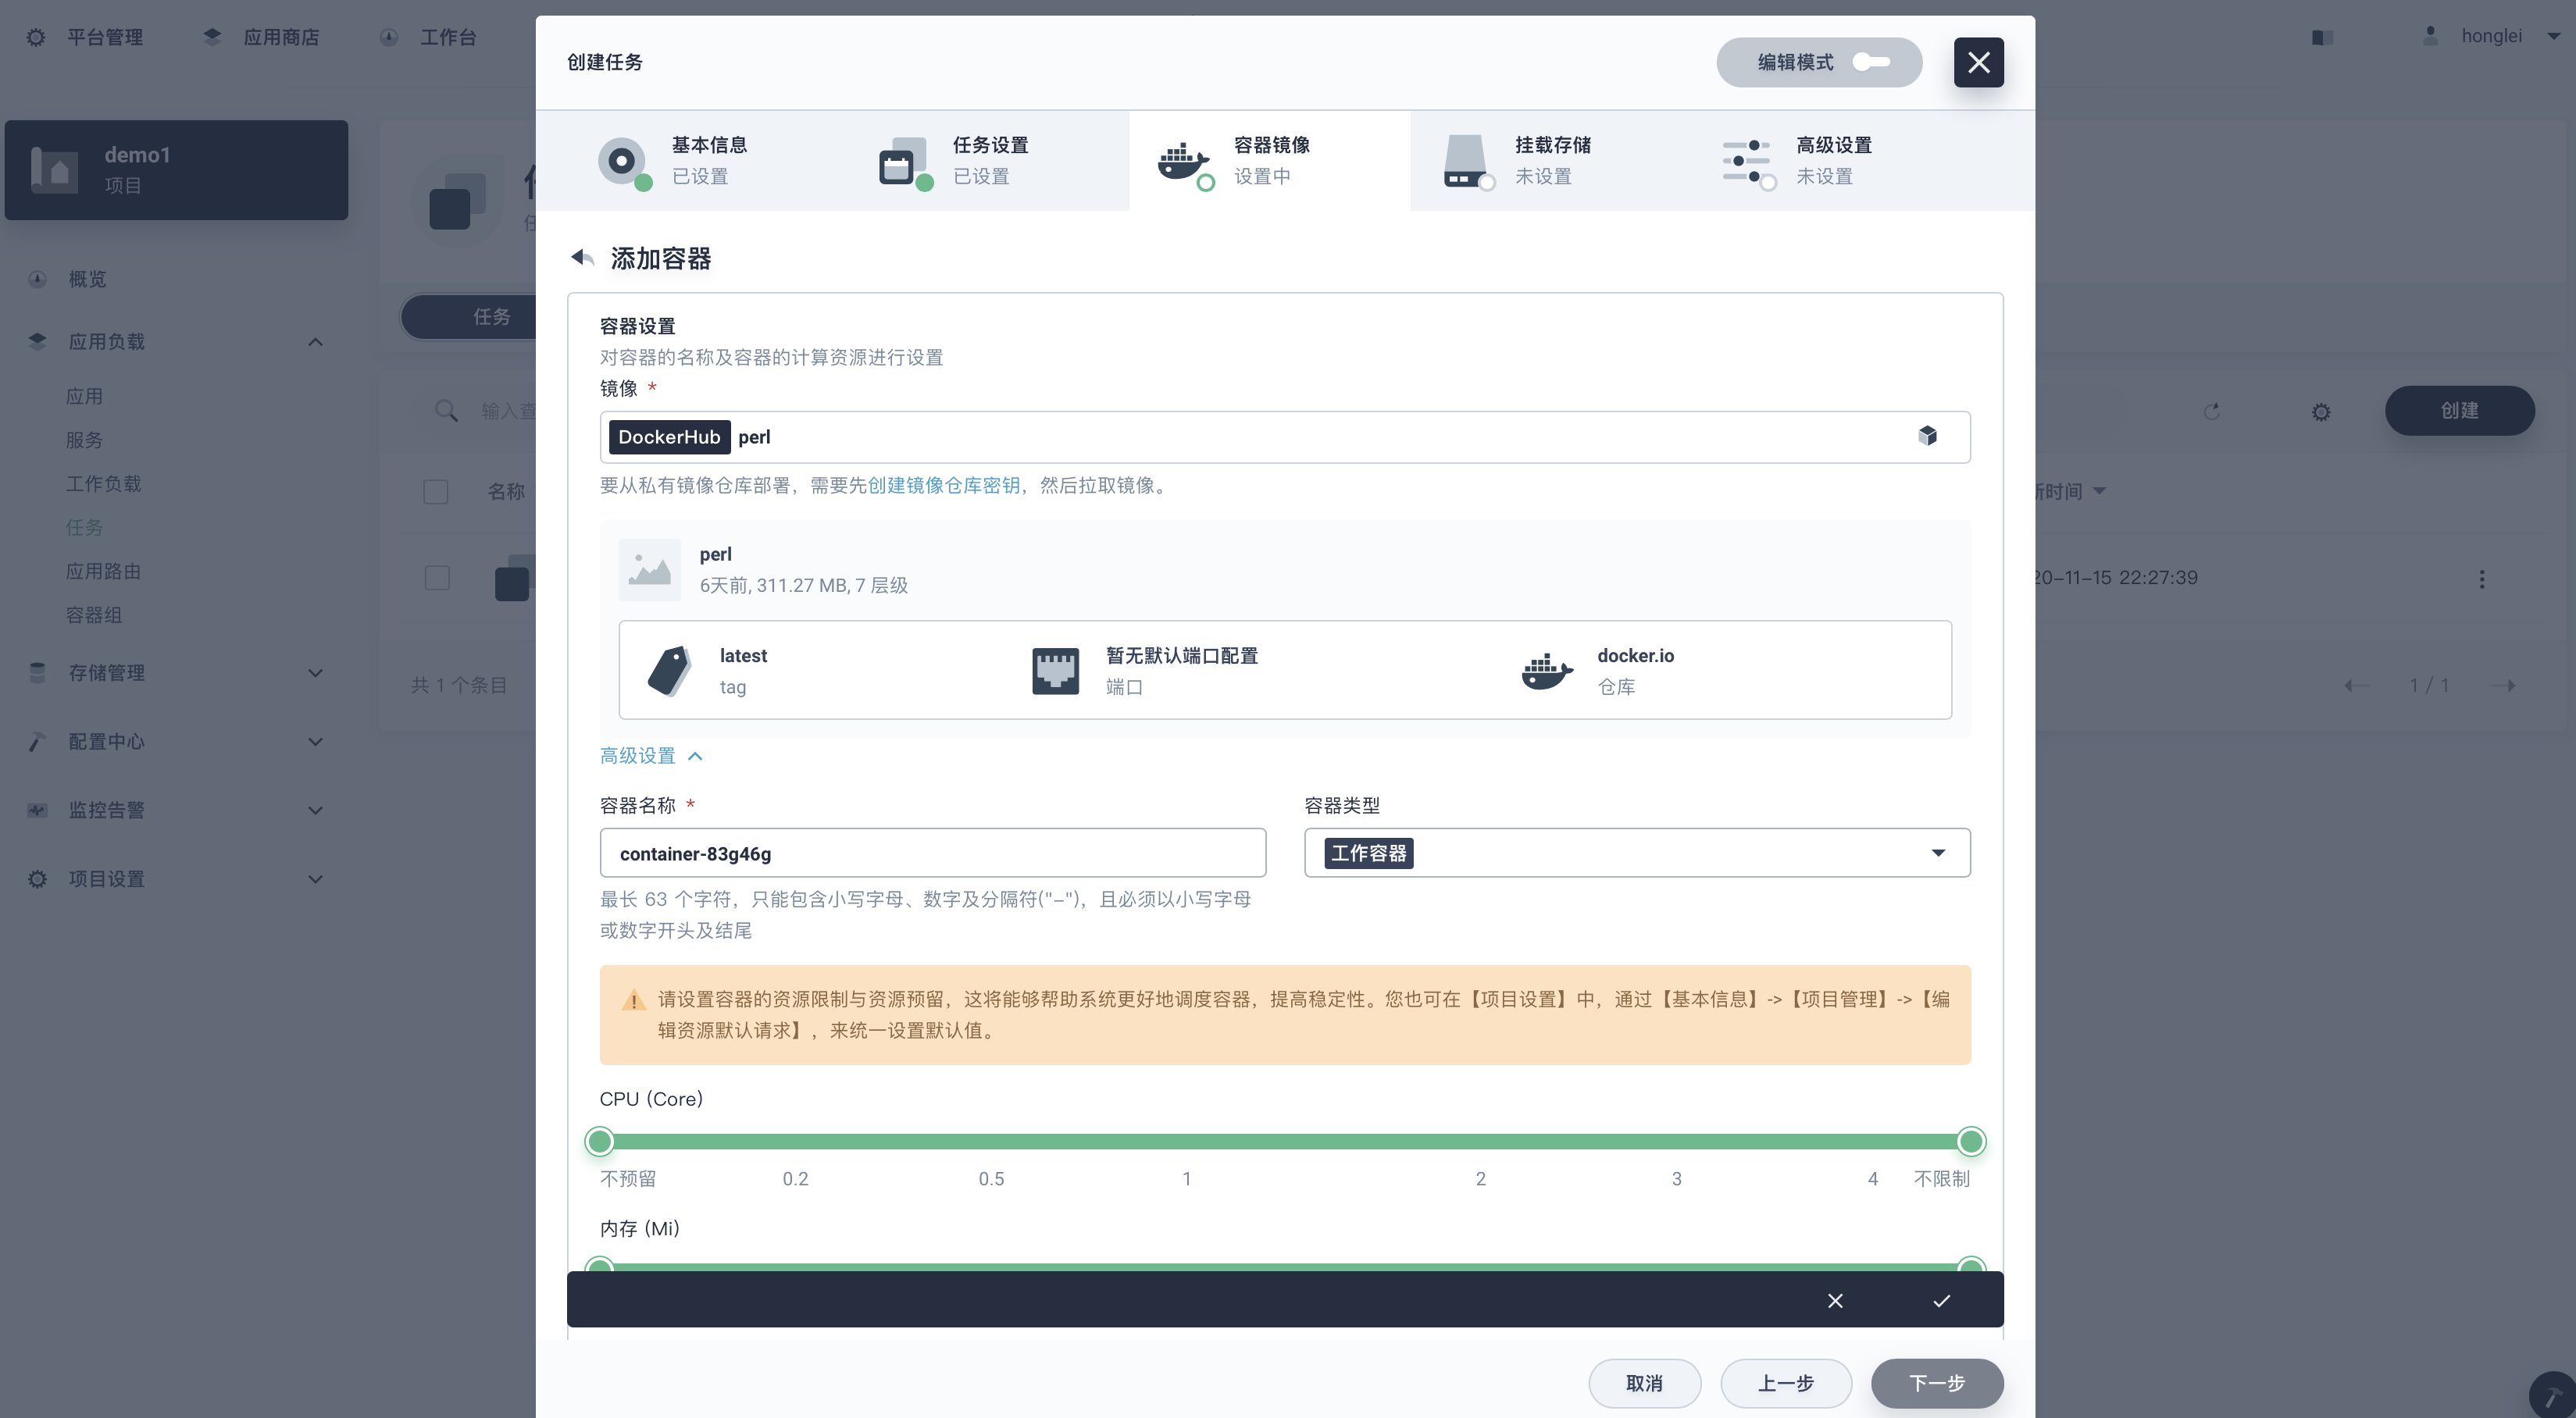 平台管理
应用商店
工作台
honglei
demo1
项目
概览
应用负载
应用
服务
工作负载
任务
应用路由
容器组
存储管理
配置中心
监控告警
项目设置
任务
输入查
名称
共 1 个条目
创建
新时间
20-11-15 22:27:39
1 / 1
创建任务
编辑模式
基本信息
已设置
任务设置
已设置
容器镜像
设置中
挂载存储
未设置
高级设置
未设置
添加容器
容器设置
对容器的名称及容器的计算资源进行设置
镜像 *
DockerHub perl
要从私有镜像仓库部署，需要先创建镜像仓库密钥，然后拉取镜像。
perl
6天前, 311.27 MB, 7 层级
latest
tag
暂无默认端口配置
端口
docker.io
仓库
高级设置
容器名称 *
container-83g46g
最长 63 个字符，只能包含小写字母、数字及分隔符("-")，且必须以小写字母
或数字开头及结尾
容器类型
工作容器
请设置容器的资源限制与资源预留，这将能够帮助系统更好地调度容器，提高稳定性。您也可在【项目设置】中，通过【基本信息】->【项目管理】->【编
辑资源默认请求】，来统一设置默认值。
CPU (Core)
不预留 0.2 0.5 1 2 3 4 不限制
内存 (Mi)
取消
上一步
下一步